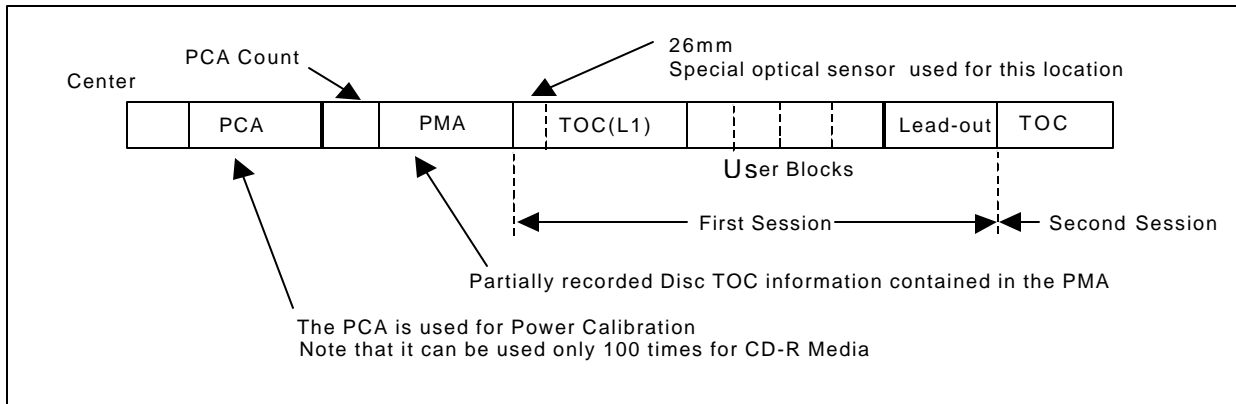 26mm
PCA Count
Special optical sensor used for this location
Center
PCA
PMA
TOC(L1)
Lead-out
TOC
User Blocks
First Session
Second Session
Partially recorded Disc TOC information contained in the PMA
The PCA is used for Power Calibration
Note that it can be used only 100 times for CD-R Media